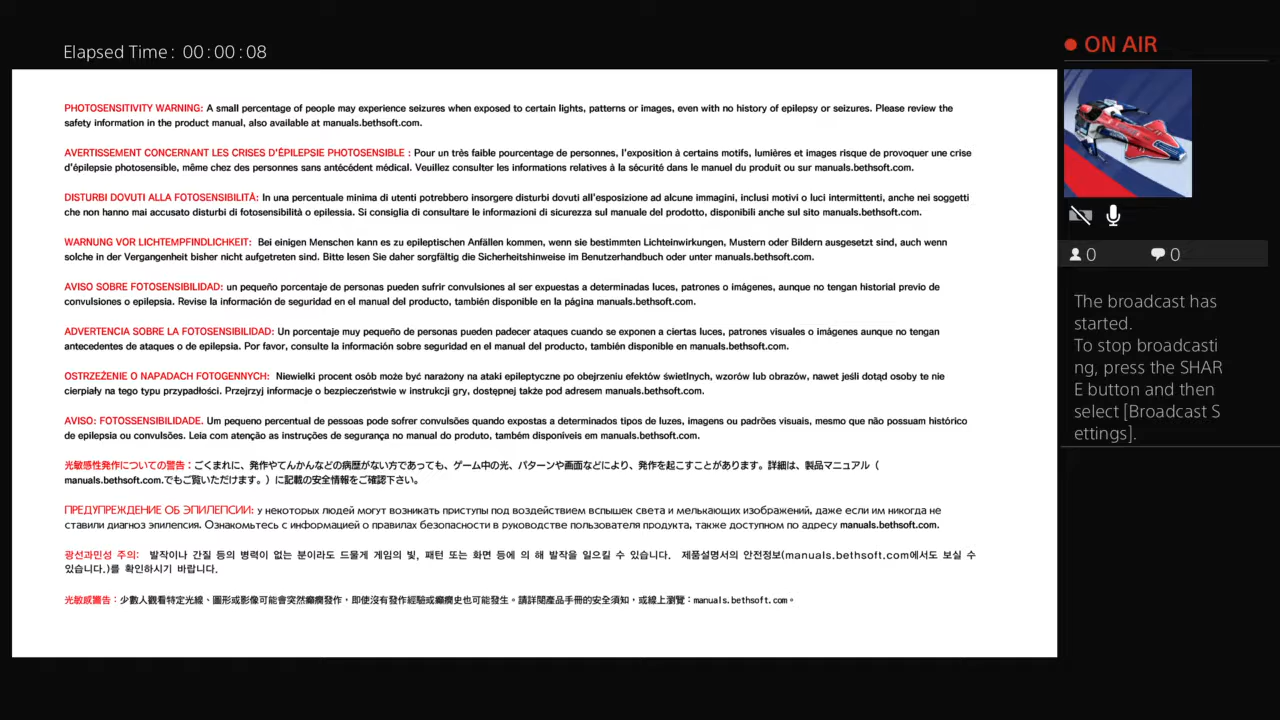 Elapsed Time: 00:00:08
PHOTOSENSITIVITY WARNING: A small percentage of people may experience seizures when exposed to certain lights, patterns or images, even with no history of epilepsy or seizures. Please review the
safety information in the product manual, also available at manuals.bethsoft.com.
AVERTISSEMENT CONCERNANT LES CRISES D'ÉPILEPSIE PHOTOSENSIBLE : Pour un très faible pourcentage de personnes, l'exposition à certains motifs, lumières et images risque de provoquer une crise
d'épilepsie photosensible, même chez des personnes sans antécédent médical. Veuillez consulter les informations relatives à la sécurité dans le manuel du produit ou sur manuals.bethsoft.com.
DISTURBI DOVUTI ALLA FOTOSENSIBILITÀ: In una percentuale minima di utenti potrebbero insorgere disturbi dovuti all'esposizione ad alcune immagini, inclusi motivi o luci intermittenti, anche nei soggetti
che non hanno mai accusato disturbi di fotosensibilità o epilessia. Si consiglia di consultare le informazioni di sicurezza sul manuale del prodotto, disponibili anche sul sito manuals.bethsoft.com.
WARNUNG VOR LICHTEMPFINDLICHKEIT: Bei einigen Menschen kann es zu epileptischen Anfällen kommen, wenn sie bestimmten Lichteinwirkungen, Mustern oder Bildern ausgesetzt sind, auch wenn
solche in der Vergangenheit bisher nicht aufgetreten sind. Bitte lesen Sie daher sorgfältig die Sicherheitshinweise im Benutzerhandbuch oder unter manuals.bethsoft.com.
AVISO SOBRE FOTOSENSIBILIDAD: un pequeño porcentaje de personas pueden sufrir convulsiones al ser expuestas a determinadas luces, patrones o imágenes, aunque no tengan historial previo de
convulsiones o epilepsia. Revise la información de seguridad en el manual del producto, también disponible en la página manuals.bethsoft.com.
ADVERTENCIA SOBRE LA FOTOSENSIBILIDAD: Un porcentaje muy pequeño de personas pueden padecer ataques cuando se exponen a ciertas luces, patrones visuales o imágenes aunque no tengan
antecedentes de ataques o de epilepsia. Por favor, consulte la información sobre seguridad en el manual del producto, también disponible en manuals.bethsoft.com.
OSTRZEŻENIE O NAPADACH FOTOGENNYCH: Niewielki procent osób może być narażony na ataki epileptyczne po obejrzeniu efektów świetlnych, wzorów lub obrazów, nawet jeśli dotąd osoby te nie
cierpiały na tego typu przypadłości. Przejrzyj informacje o bezpieczeństwie w instrukcji gry, dostępnej także pod adresem manuals.bethsoft.com.
AVISO: FOTOSSENSIBILIDADE. Um pequeno percentual de pessoas pode sofrer convulsões quando expostas a determinados tipos de luzes, imagens ou padrões visuais, mesmo que não possuam histórico
de epilepsia ou convulsões. Leia com atenção as instruções de segurança no manual do produto, também disponíveis em manuals.bethsoft.com.
光敏感性発作についての警告：ごくまれに、発作やてんかんなどの病歴がない方であっても、ゲーム中の光、パターンや画面などにより、発作を起こすことがあります。詳細は、製品マニュアル（
manuals.bethsoft.com.でもご覧いただけます。）に記載の安全情報をご確認下さい。
ПРЕДУПРЕЖДЕНИЕ ОБ ЭПИЛЕПСИИ: у некоторых людей могут возникать приступы под воздействием вспышек света и мелькающих изображений, даже если им никогда не
ставили диагноз эпилепсия. Ознакомьтесь с информацией о правилах безопасности в руководстве пользователя продукта, также доступном по адресу manuals.bethsoft.com.
광선과민성 주의: 발작이나 간질 등의 병력이 없는 분이라도 드물게 게임의 빛, 패턴 또는 화면 등에 의 해 발작을 일으킬 수 있습니다. 제품설명서의 안전정보(manuals.bethsoft.com에서도 보실 수
있습니다.)를 확인하시기 바랍니다.
光敏感警告：少數人觀看特定光線、圖形或影像可能會突然癲癇發作，即使沒有發作經驗或癲癇史也可能發生。請詳閱產品手冊的安全須知，或線上瀏覽：manuals.bethsoft.com。
ON AIR
0 0
The broadcast has
started.
To stop broadcasti
ng, press the SHAR
E button and then
select [Broadcast S
ettings].